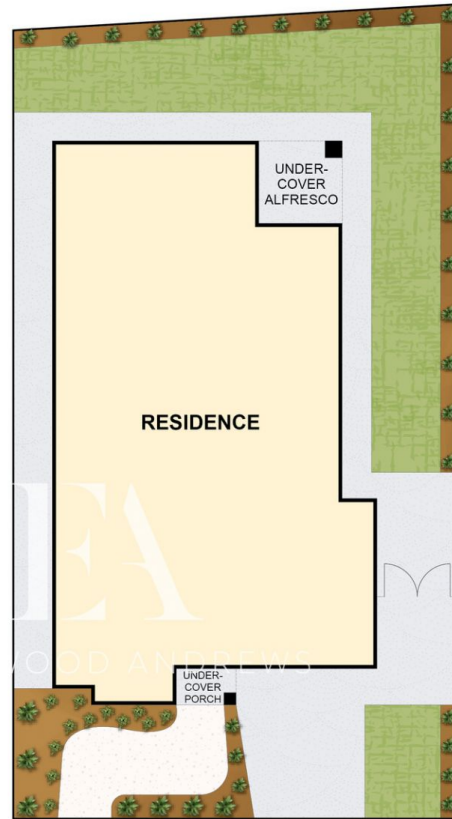 UNDER-
COVER
ALFRESCO
RESIDENCE
EA
WOOD ANDREWS
UNDER-
COVER
PORCH